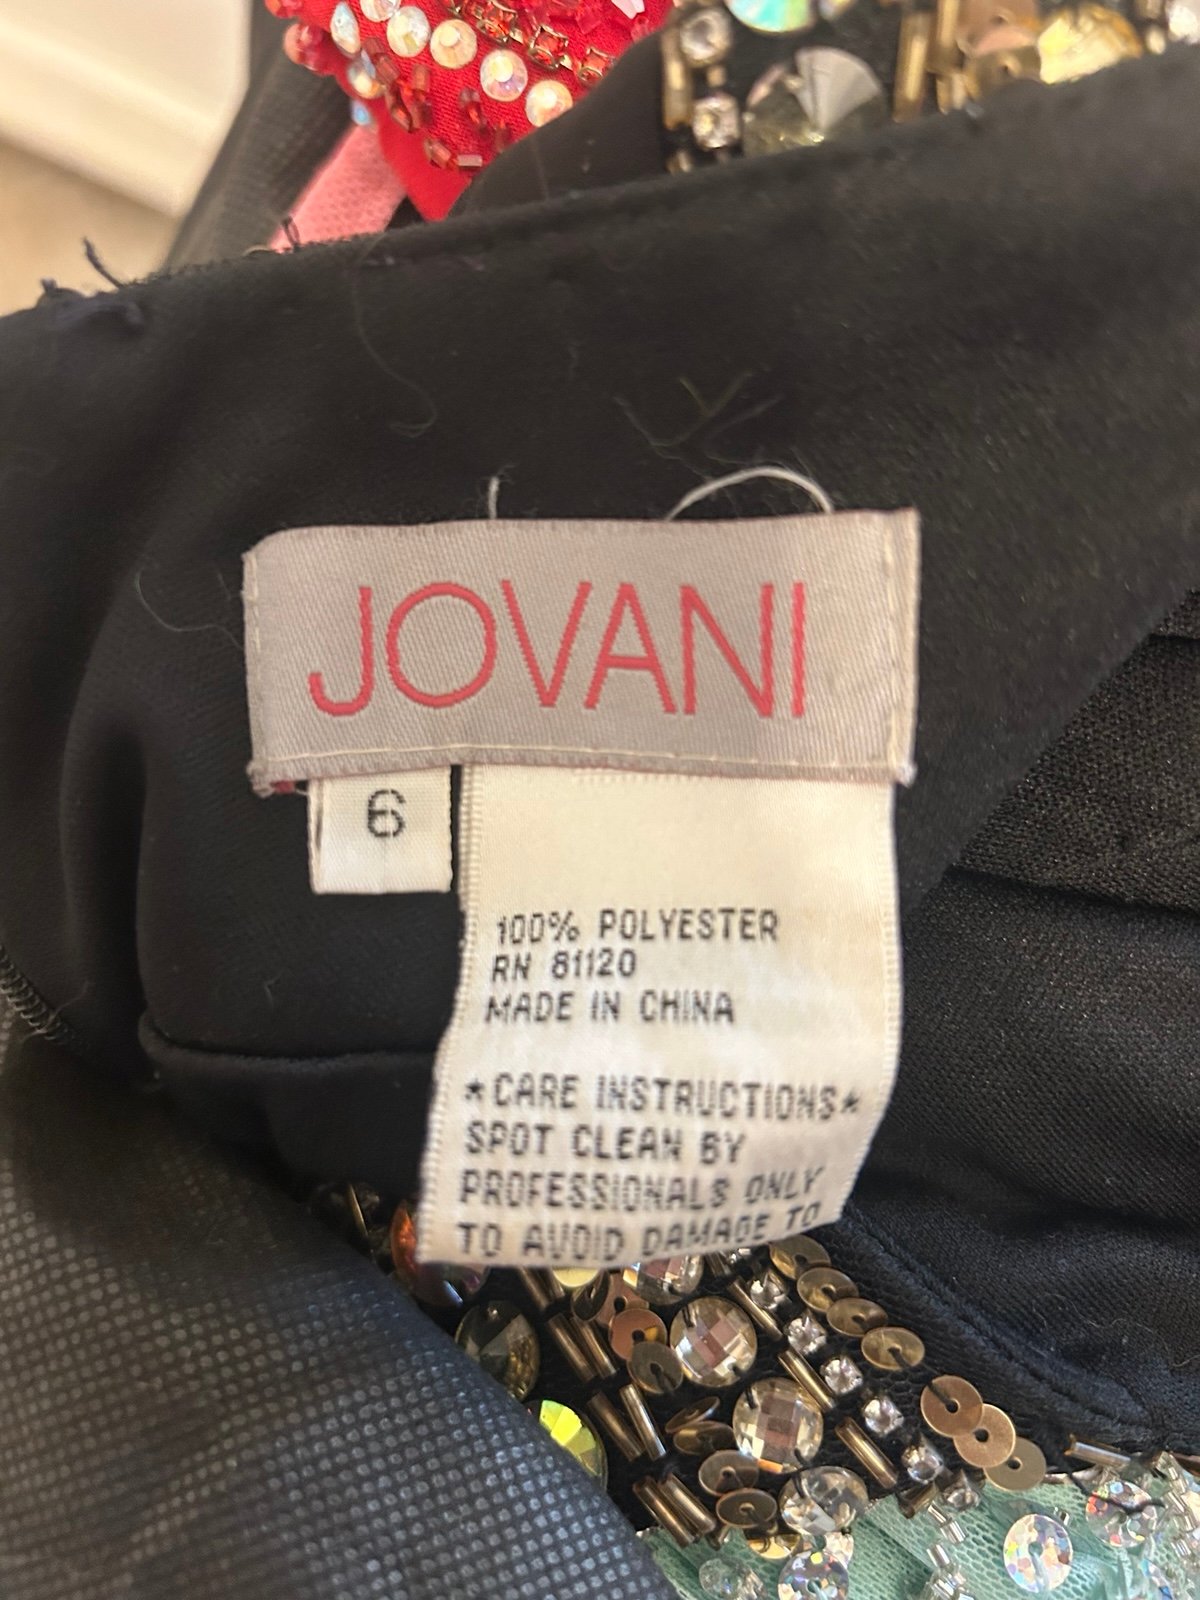 JOVANI
6
100% POLYESTER
RN 81120
MADE IN CHINA
*CARE INSTRUCTIONS*
SPOT CLEAN BY
PROFESSIONALS ONLY
TO AVOID DAMAGE TO